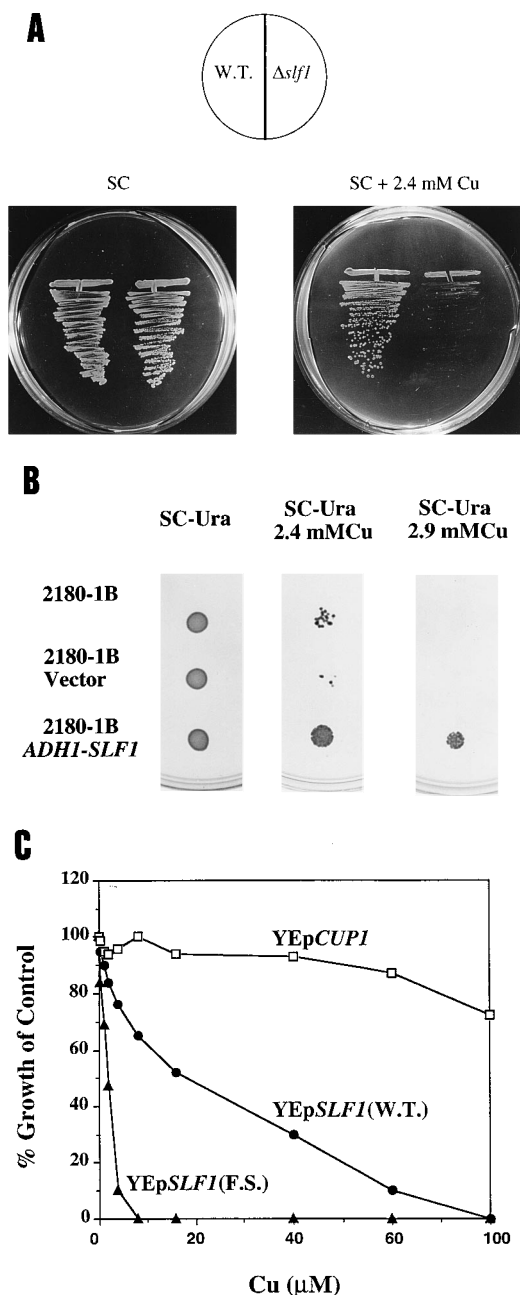 A
W.T.
Δslf1
SC
SC + 2.4 mM Cu
B
SC-Ura
SC-Ura
2.4 mMCu
SC-Ura
2.9 mMCu
2180-1B
2180-1B
Vector
2180-1B
ADH1-SLF1
C
120
100
80
60
40
20
0
% Growth of Control
YEpCUP1
YEpSLF1(W.T.)
YEpSLF1(F.S.)
0
20
40
60
100
Cu (µM)